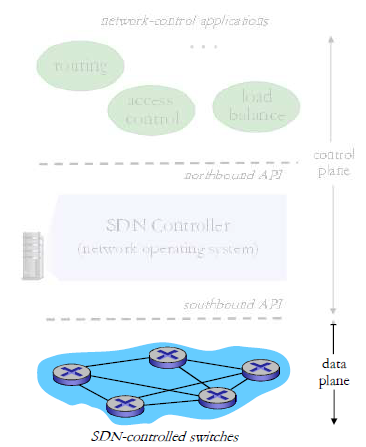 network-control applications
...
routing
access
control
load
balance
control
plane
northbound API
SDN Controller
(network operating system)
southbound API
data
plane
SDN-controlled switches